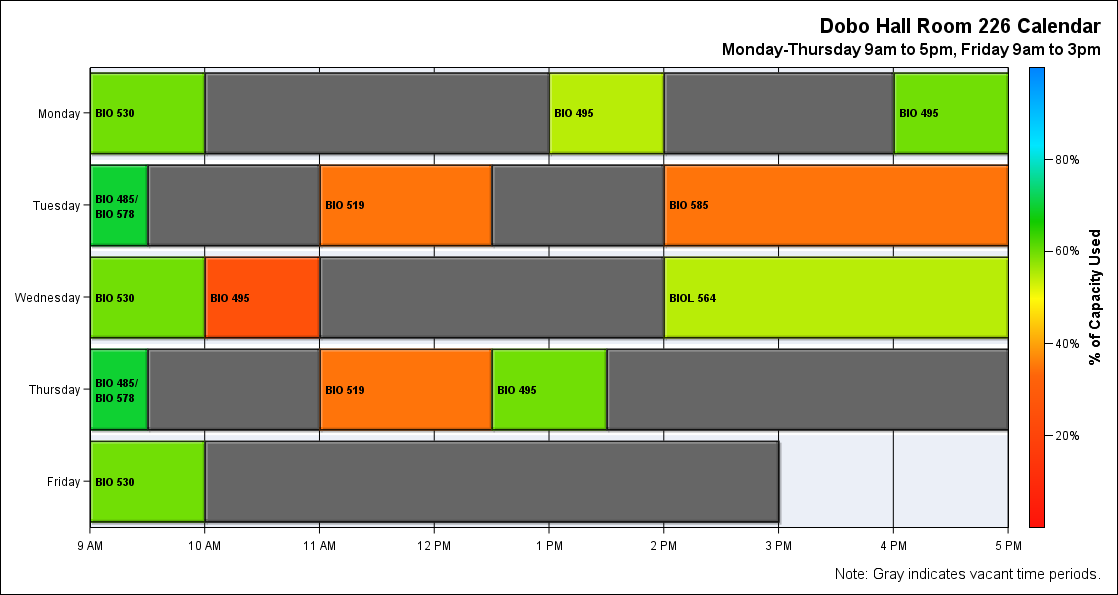 Dobo Hall Room 226 Calendar
Monday-Thursday 9am to 5pm, Friday 9am to 3pm
Monday
BIO 530
BIO 495
BIO 495
Tuesday
BIO 485/
BIO 578
BIO 519
BIO 585
Wednesday
BIO 530
BIO 495
BIOL 564
Thursday
BIO 485/
BIO 578
BIO 519
BIO 495
Friday
BIO 530
9 AM
10 AM
11 AM
12 PM
1 PM
2 PM
3 PM
4 PM
5 PM
80%
60%
40%
20%
% of Capacity Used
Note: Gray indicates vacant time periods.